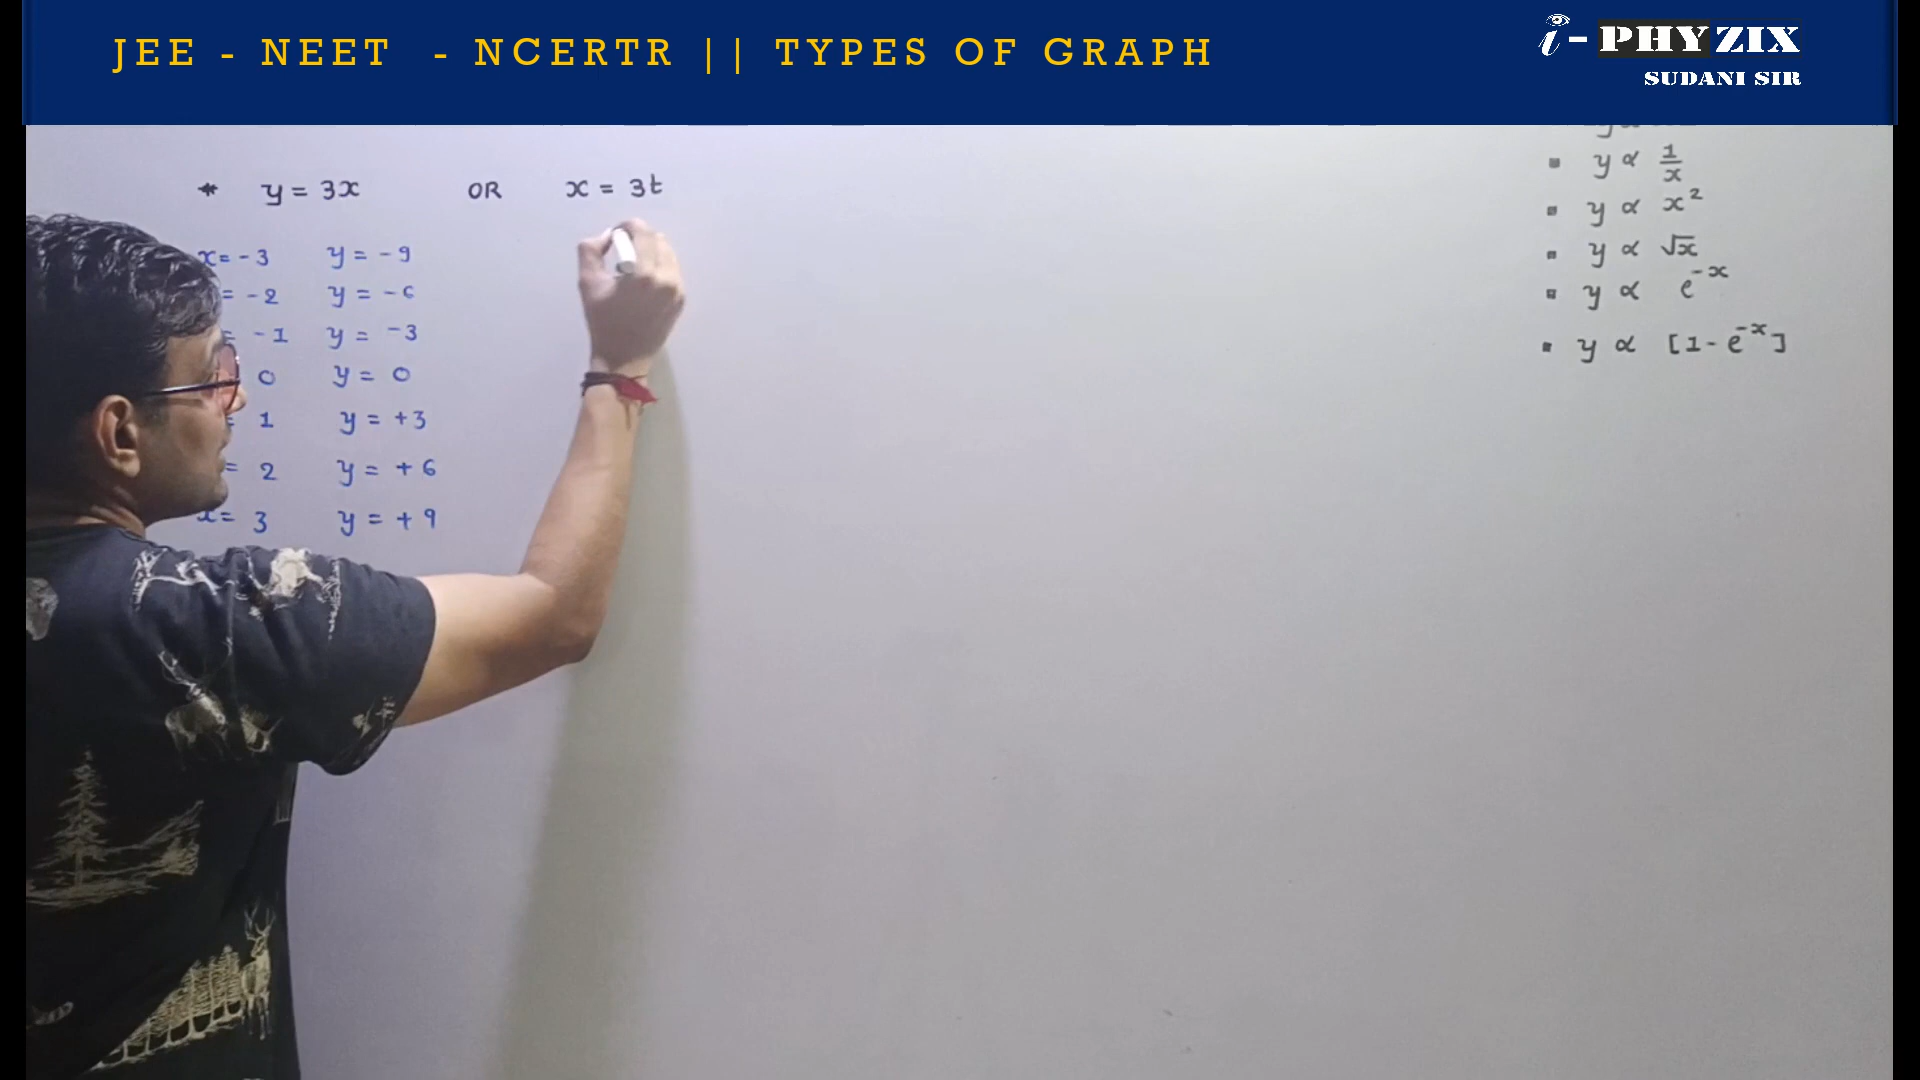 JEE - NEET - NCERTR || TYPES OF GRAPH
i-PHYZIX
SUDANI SIR
* y = 3x OR x = 3t
x = -3 y = -9
= -2 y = -6
= -1 y = -3
0 y = 0
= 1 y = +3
= 2 y = +6
x = 3 y = +9
▪ y ∝ 1/x
▪ y ∝ x²
▪ y ∝ √x
▪ y ∝ e⁻ˣ
▪ y ∝ [1 - e⁻ˣ]